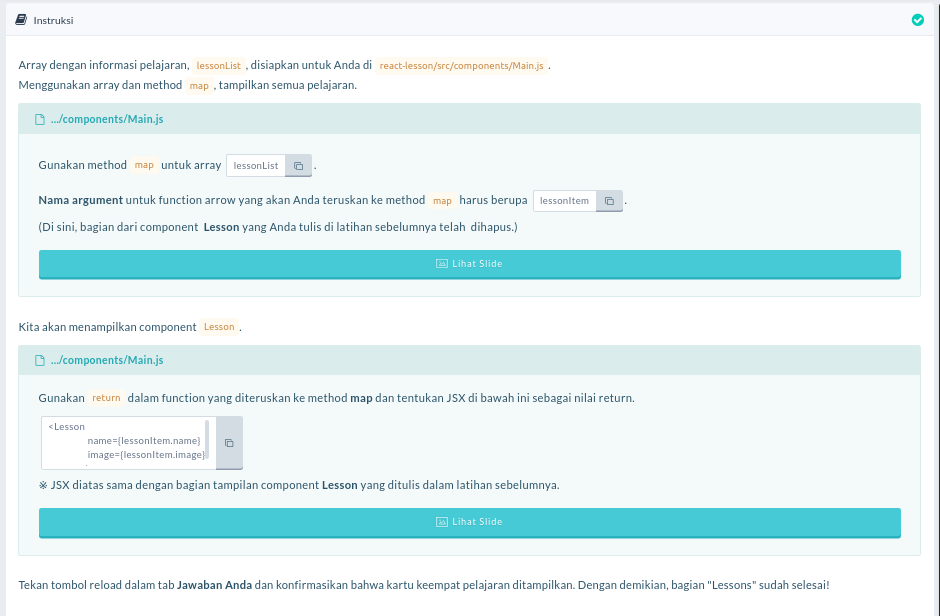 Instruksi
Array dengan informasi pelajaran, lessonList , disiapkan untuk Anda di react-lesson/src/components/Main.js .
Menggunakan array dan method map , tampilkan semua pelajaran.
.../components/Main.js
Gunakan method map untuk array lessonList .
Nama argument untuk function arrow yang akan Anda teruskan ke method map harus berupa lessonItem .
(Di sini, bagian dari component Lesson yang Anda tulis di latihan sebelumnya telah dihapus.)
Lihat Slide
Kita akan menampilkan component Lesson .
.../components/Main.js
Gunakan return dalam function yang diteruskan ke method map dan tentukan JSX di bawah ini sebagai nilai return.
<Lesson
name={lessonItem.name}
image={lessonItem.image}
※ JSX diatas sama dengan bagian tampilan component Lesson yang ditulis dalam latihan sebelumnya.
Lihat Slide
Tekan tombol reload dalam tab Jawaban Anda dan konfirmasikan bahwa kartu keempat pelajaran ditampilkan. Dengan demikian, bagian "Lessons" sudah selesai!